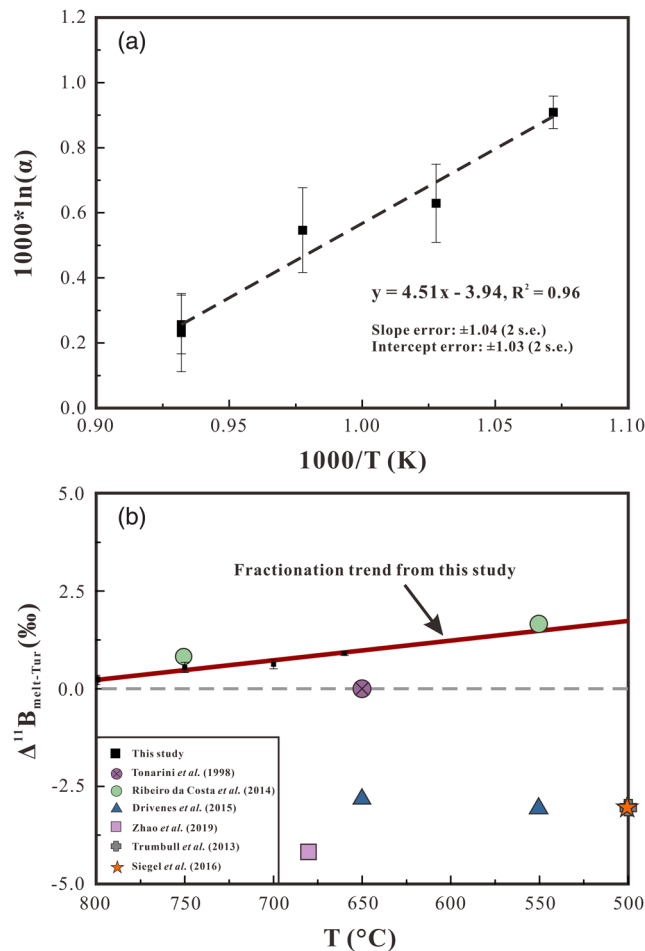 (a)
1.2
1.0
0.8
0.6
0.4
0.2
0.0
1000*ln(α)
y = 4.51x - 3.94, R² = 0.96
Slope error: ±1.04 (2 s.e.)
Intercept error: ±1.03 (2 s.e.)
0.90 0.95 1.00 1.05 1.10
1000/T (K)
(b)
5.0
2.5
0.0
-2.5
-5.0
Δ¹¹B melt-Tur (‰)
Fractionation trend from this study
This study
Tonarini et al. (1998)
Ribeiro da Costa et al. (2014)
Drivenes et al. (2015)
Zhao et al. (2019)
Trumbull et al. (2013)
Siegel et al. (2016)
800 750 700 650 600 550 500
T (°C)